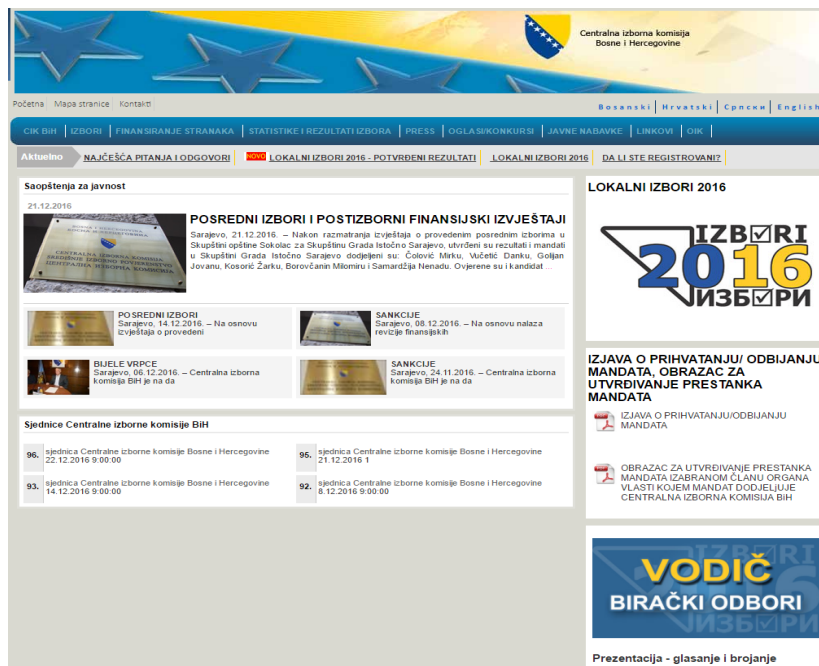 Centralna izborna komisija
Bosne i Hercegovine
Početna Mapa stranice Kontakti
Bosanski Hrvatski Српски English
CIK BiH IZBORI FINANSIRANJE STRANAKA STATISTIKE I REZULTATI IZBORA PRESS OGLASI/KONKURSI JAVNE NABAVKE LINKOVI OIK
Aktuelno NAJČEŠĆA PITANJA I ODGOVORI NOVO LOKALNI IZBORI 2016 - POTVRĐENI REZULTATI LOKALNI IZBORI 2016 DA LI STE REGISTROVANI?
Saopštenja za javnost
21.12.2016
POSREDNI IZBORI I POSTIZBORNI FINANSIJSKI IZVJEŠTAJI
Sarajevo, 21.12.2016. – Nakon razmatranja izvještaja o provedenim posrednim izborima u
Skupštini opštine Sokolac za Skupštinu Grada Istočno Sarajevo, utvrđeni su rezultati i mandati
u Skupštini Grada Istočno Sarajevo dodjeljeni su: Čolović Mirku, Vučetić Danku, Golijan
Jovanu, Kosorić Žarku, Borovčanin Milomiru i Samardžija Nenadu. Ovjerene su i kandidat ...
POSREDNI IZBORI
Sarajevo, 14.12.2016. – Na osnovu
izvještaja o provedeni
SANKCIJE
Sarajevo, 08.12.2016. – Na osnovu nalaza
revizije finansijskih
BIJELE VRPCE
Sarajevo, 06.12.2016. – Centralna izborna
komisija BiH je na da
SANKCIJE
Sarajevo, 24.11.2016. – Centralna izborna
komisija BiH je na da
Sjednice Centralne izborne komisije BiH
96. sjednica Centralne izborne komisije Bosne i Hercegovine
22.12.2016 9:00:00
95. sjednica Centralne izborne komisije Bosne i Hercegovine
21.12.2016 1
93. sjednica Centralne izborne komisije Bosne i Hercegovine
14.12.2016 9:00:00
92. sjednica Centralne izborne komisije Bosne i Hercegovine
8.12.2016 9:00:00
LOKALNI IZBORI 2016
IZBORI
2016
ИЗБОРИ
IZJAVA O PRIHVATANJU/ ODBIJANJU
MANDATA, OBRAZAC ZA
UTVRĐIVANJE PRESTANKA
MANDATA
IZJAVA O PRIHVATANJU/ODBIJANJU
MANDATA
OBRAZAC ZA UTVRĐIVANJE PRESTANKA
MANDATA IZABRANOM ČLANU ORGANA
VLASTI KOJEM MANDAT DODJELJUJE
CENTRALNA IZBORNA KOMISIJA BIH
VODIČ
BIRAČKI ODBORI
Prezentacija - glasanje i brojanje